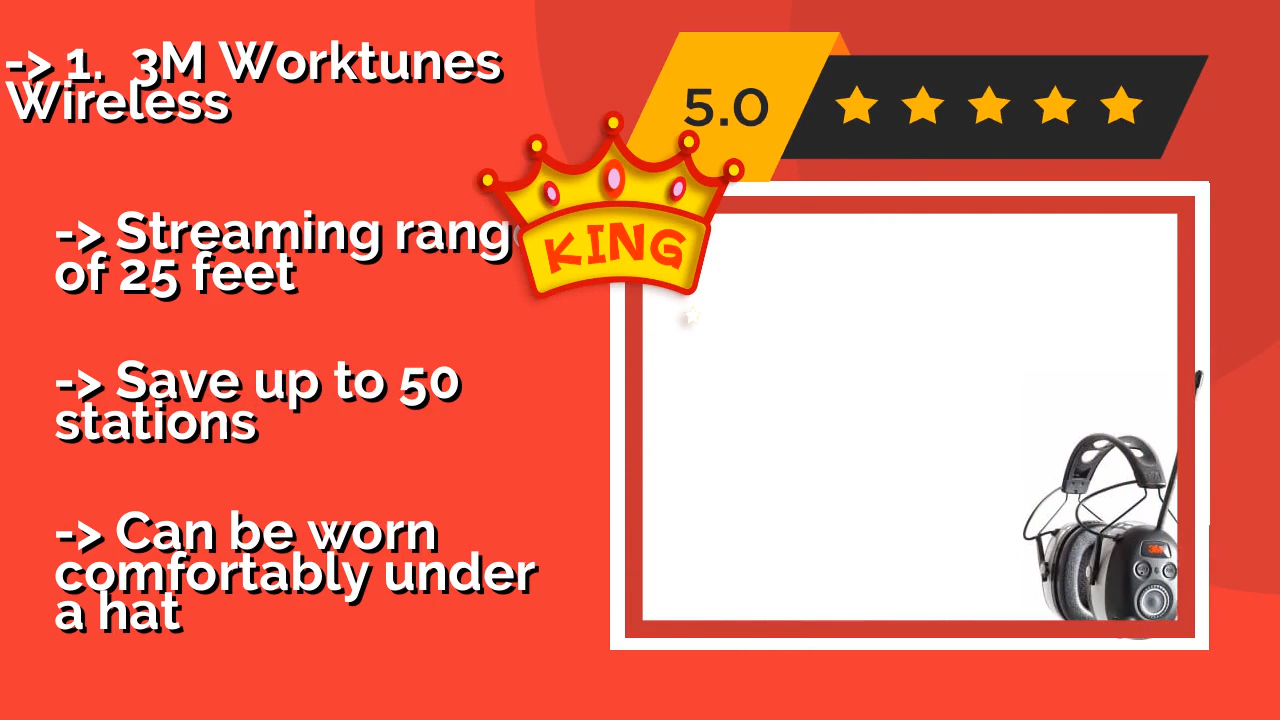 -> 1.  3M Worktunes
Wireless
5.0
KING
-> Streaming rang
of 25 feet
-> Save up to 50
stations
-> Can be worn
comfortably under
a hat
3M